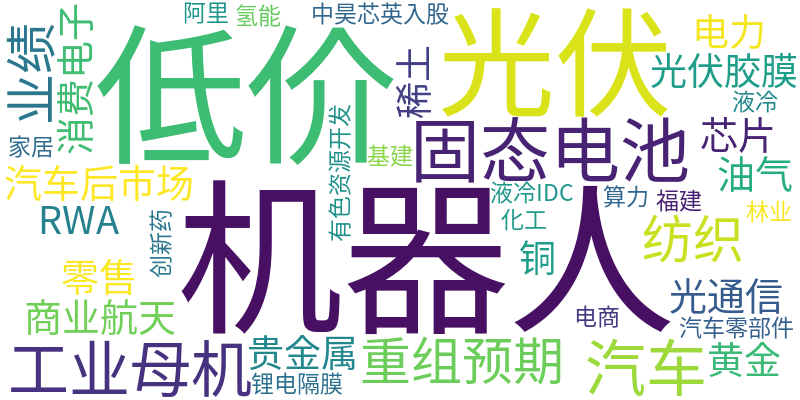 阿里
氢能
中昊芯英入股
业绩
消费电子
低价
稀土
光伏
电力
光伏胶膜
液冷
家居
有色资源开发
基建
固态电池
芯片
油气
汽车后市场
液冷IDC
算力
福建
林业
RWA
创新药
机器人
化工
纺织
零售
铜
商业航天
光通信
电商
汽车零部件
工业母机
贵金属
锂电隔膜
重组预期
汽车
黄金